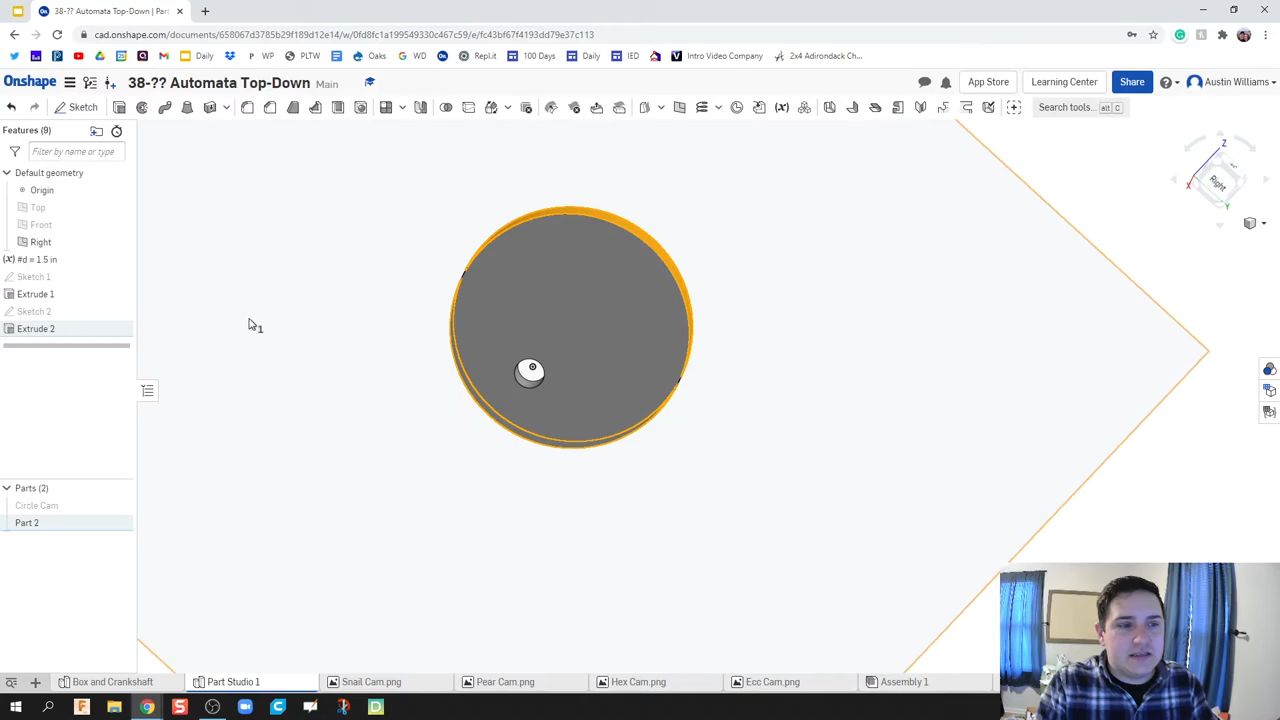 38-?? Automata Top-Down | Part S
cad.onshape.com/documents/658067d3785b29f189d12e14/w/0fd8fc1a199549330c467c59/e/fc43bf67f4193dd79e37c113
Daily
WP
PLTW
Oaks
WD
Repl.it
100 Days
Daily
IED
Intro Video Company
2x4 Adirondack Ch...
Onshape
38-?? Automata Top-Down Main
App Store
Learning Center
Share
Austin Williams
Sketch
Search tools... alt C
Features (9)
Filter by name or type
Default geometry
Origin
Top
Front
Right
(x) #d = 1.5 in
Sketch 1
Extrude 1
Sketch 2
Extrude 2
Parts (2)
Circle Cam
Part 2
1
Z
Right
X
Y
Box and Crankshaft
Part Studio 1
Snail Cam.png
Pear Cam.png
Hex Cam.png
Ecc Cam.png
Assembly 1